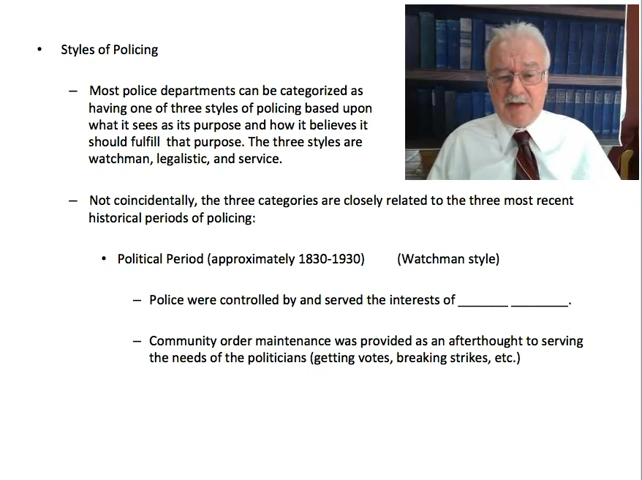 • Styles of Policing
– Most police departments can be categorized as
having one of three styles of policing based upon
what it sees as its purpose and how it believes it
should fulfill that purpose. The three styles are
watchman, legalistic, and service.
– Not coincidentally, the three categories are closely related to the three most recent
historical periods of policing:
• Political Period (approximately 1830-1930) (Watchman style)
– Police were controlled by and served the interests of _______ ________.
– Community order maintenance was provided as an afterthought to serving
the needs of the politicians (getting votes, breaking strikes, etc.)